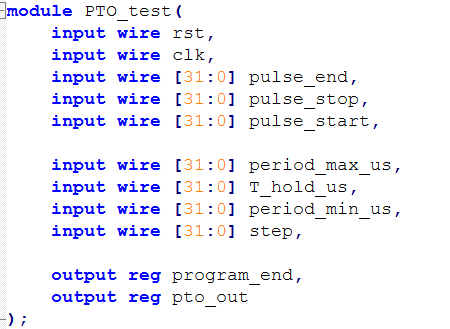 module PTO_test(
input wire rst,
input wire clk,
input wire [31:0] pulse_end,
input wire [31:0] pulse_stop,
input wire [31:0] pulse_start,
input wire [31:0] period_max_us,
input wire [31:0] T_hold_us,
input wire [31:0] period_min_us,
input wire [31:0] step,
output reg program_end,
output reg pto_out
);